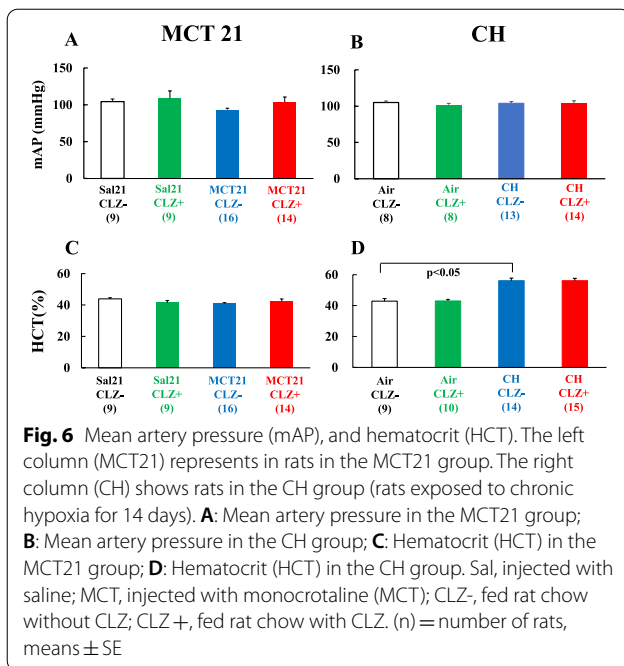 MCT 21
CH
A
150
100
50
0
mAP (mmHg)
Sal21 Sal21 MCT21 MCT21
CLZ- CLZ+ CLZ- CLZ+
(9) (9) (16) (14)
B
150
100
50
0
Air Air CH CH
CLZ- CLZ+ CLZ- CLZ+
(8) (8) (13) (14)
C
60
40
20
0
HCT(%)
Sal21 Sal21 MCT21 MCT21
CLZ- CLZ+ CLZ- CLZ+
(9) (9) (16) (14)
D
p<0.05
60
40
20
0
Air Air CH CH
CLZ- CLZ+ CLZ- CLZ+
(9) (10) (14) (15)
Fig. 6 Mean artery pressure (mAP), and hematocrit (HCT). The left
column (MCT21) represents in rats in the MCT21 group. The right
column (CH) shows rats in the CH group (rats exposed to chronic
hypoxia for 14 days). A: Mean artery pressure in the MCT21 group;
B: Mean artery pressure in the CH group; C: Hematocrit (HCT) in the
MCT21 group; D: Hematocrit (HCT) in the CH group. Sal, injected with
saline; MCT, injected with monocrotaline (MCT); CLZ-, fed rat chow
without CLZ; CLZ +, fed rat chow with CLZ. (n) = number of rats,
means ± SE